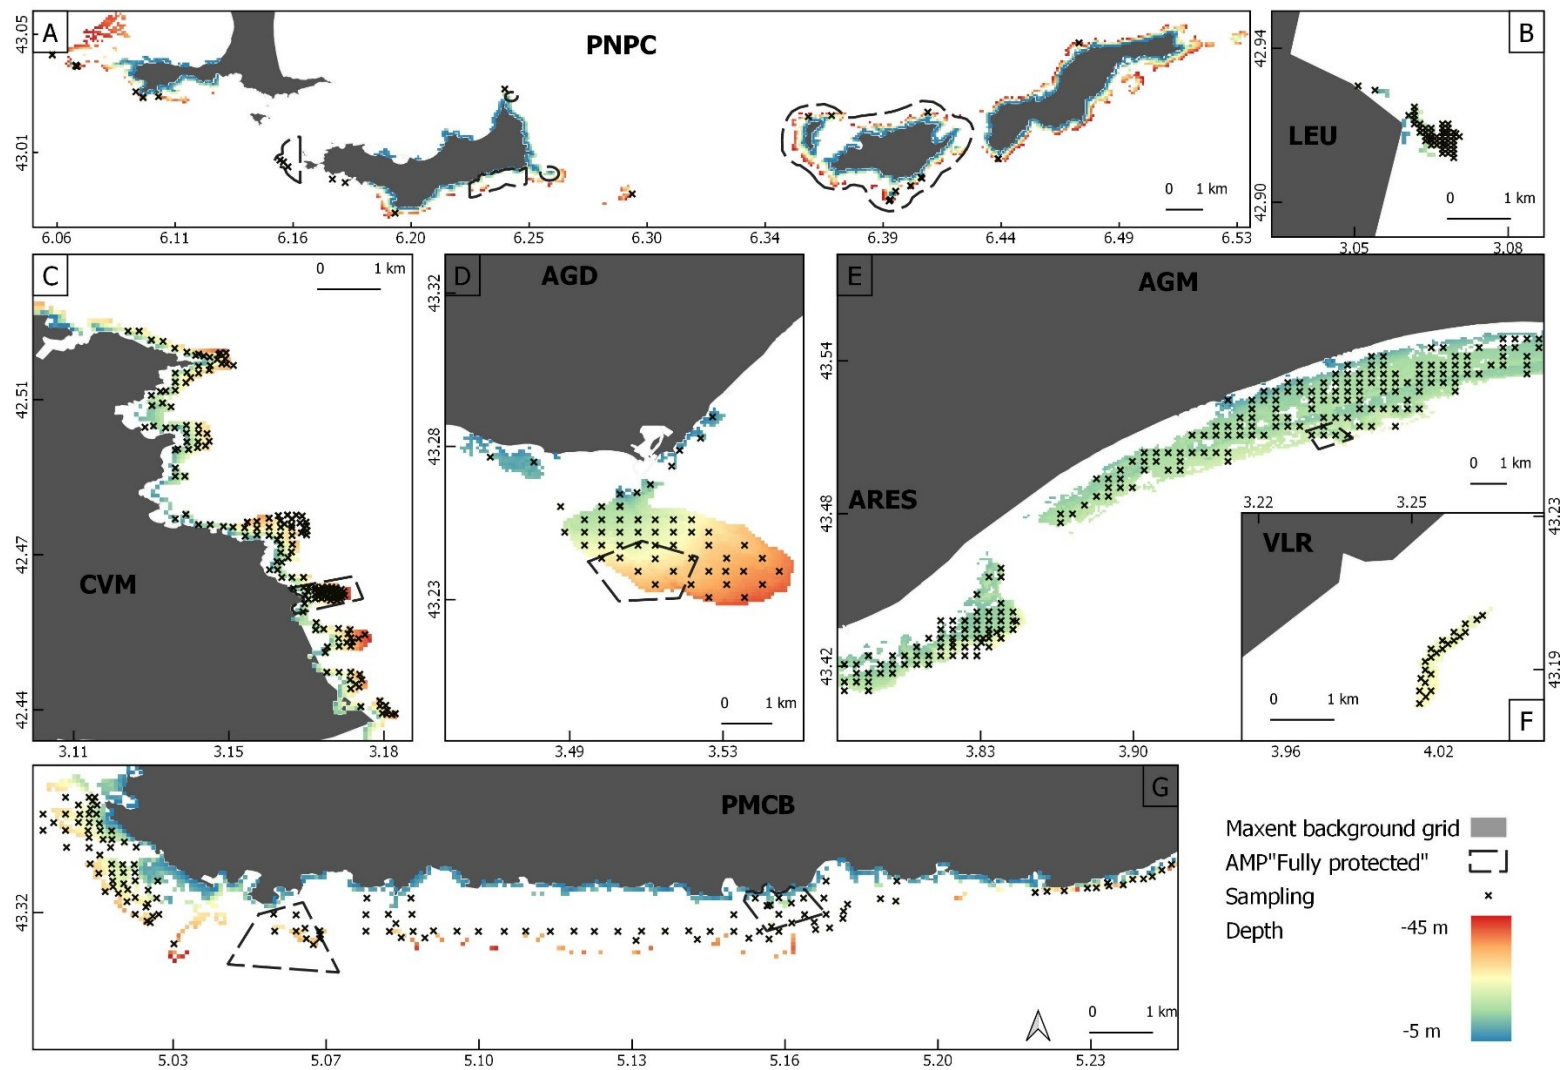 A
PNPC
43.05
43.01
0 1 km
6.06 6.11 6.16 6.20 6.25 6.30 6.34 6.39 6.44 6.49 6.53
B
LEU
42.94
42.90
0 1 km
3.05 3.08
C
0 1 km
CVM
42.51
42.47
42.44
3.11 3.15 3.18
D
AGD
43.32
43.28
43.23
0 1 km
3.49 3.53
E
AGM
ARES
43.54
43.48
43.42
0 1 km
3.83 3.90 3.96 4.02
3.22 3.25
VLR
43.23
43.19
0 1 km
F
G
PMCB
43.32
0 1 km
5.03 5.07 5.10 5.13 5.16 5.20 5.23
Maxent background grid
AMP"Fully protected"
Sampling
Depth
-45 m
-5 m